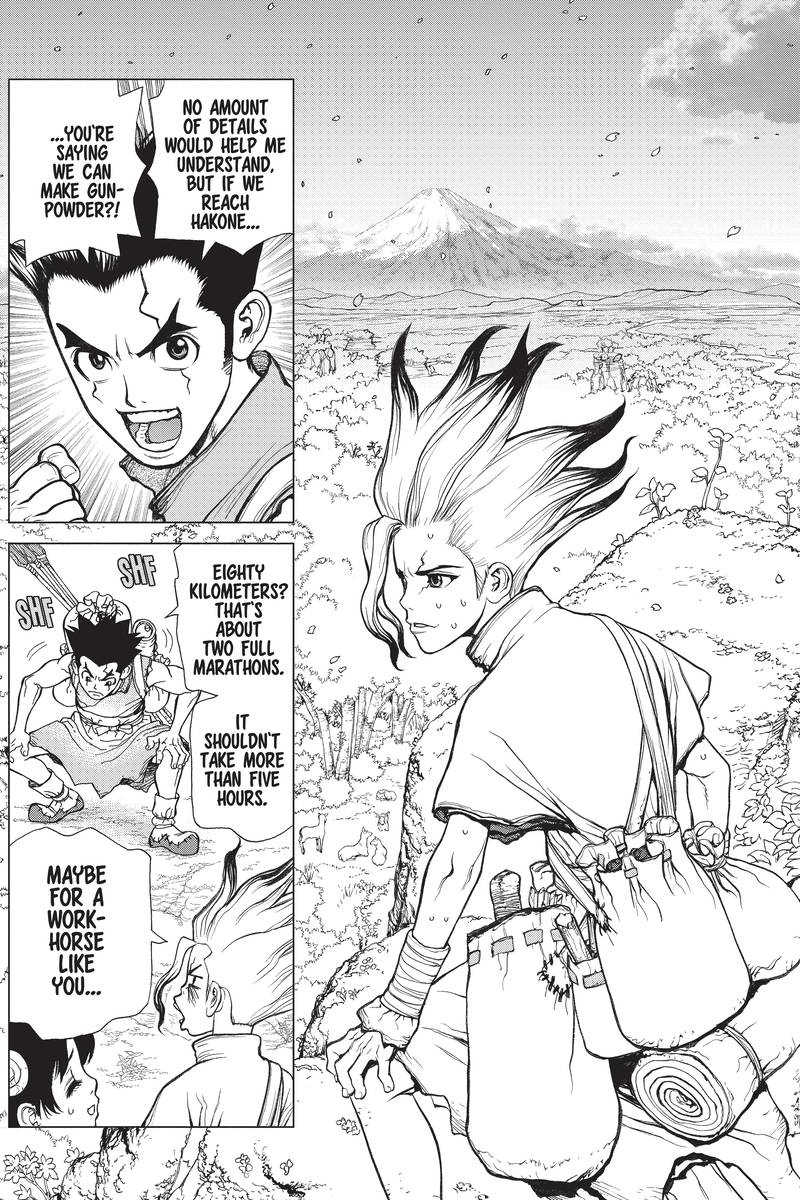 NO AMOUNT
OF DETAILS
WOULD HELP ME
UNDERSTAND,
BUT IF WE
REACH
HAKONE...
...YOU'RE
SAYING
WE CAN
MAKE GUN-
POWDER?!
EIGHTY
KILOMETERS?
THAT'S
ABOUT
TWO FULL
MARATHONS.
IT
SHOULDN'T
TAKE MORE
THAN FIVE
HOURS.
SHF
SHF
MAYBE
FOR A
WORK-
HORSE
LIKE
YOU...